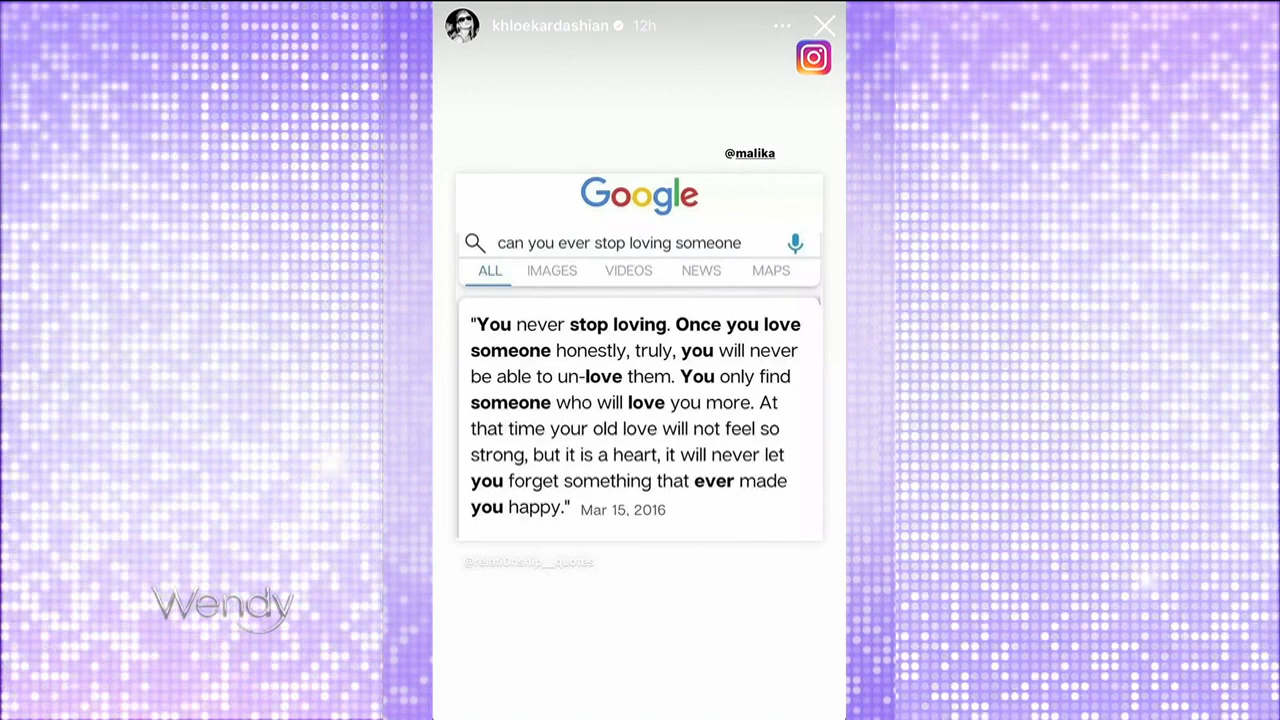 khloekardashian 12h
@malika
Google
can you ever stop loving someone
ALL IMAGES VIDEOS NEWS MAPS
"You never stop loving. Once you love
someone honestly, truly, you will never
be able to un-love them. You only find
someone who will love you more. At
that time your old love will not feel so
strong, but it is a heart, it will never let
you forget something that ever made
you happy." Mar 15, 2016
@relati0nship__quotes
Wendy